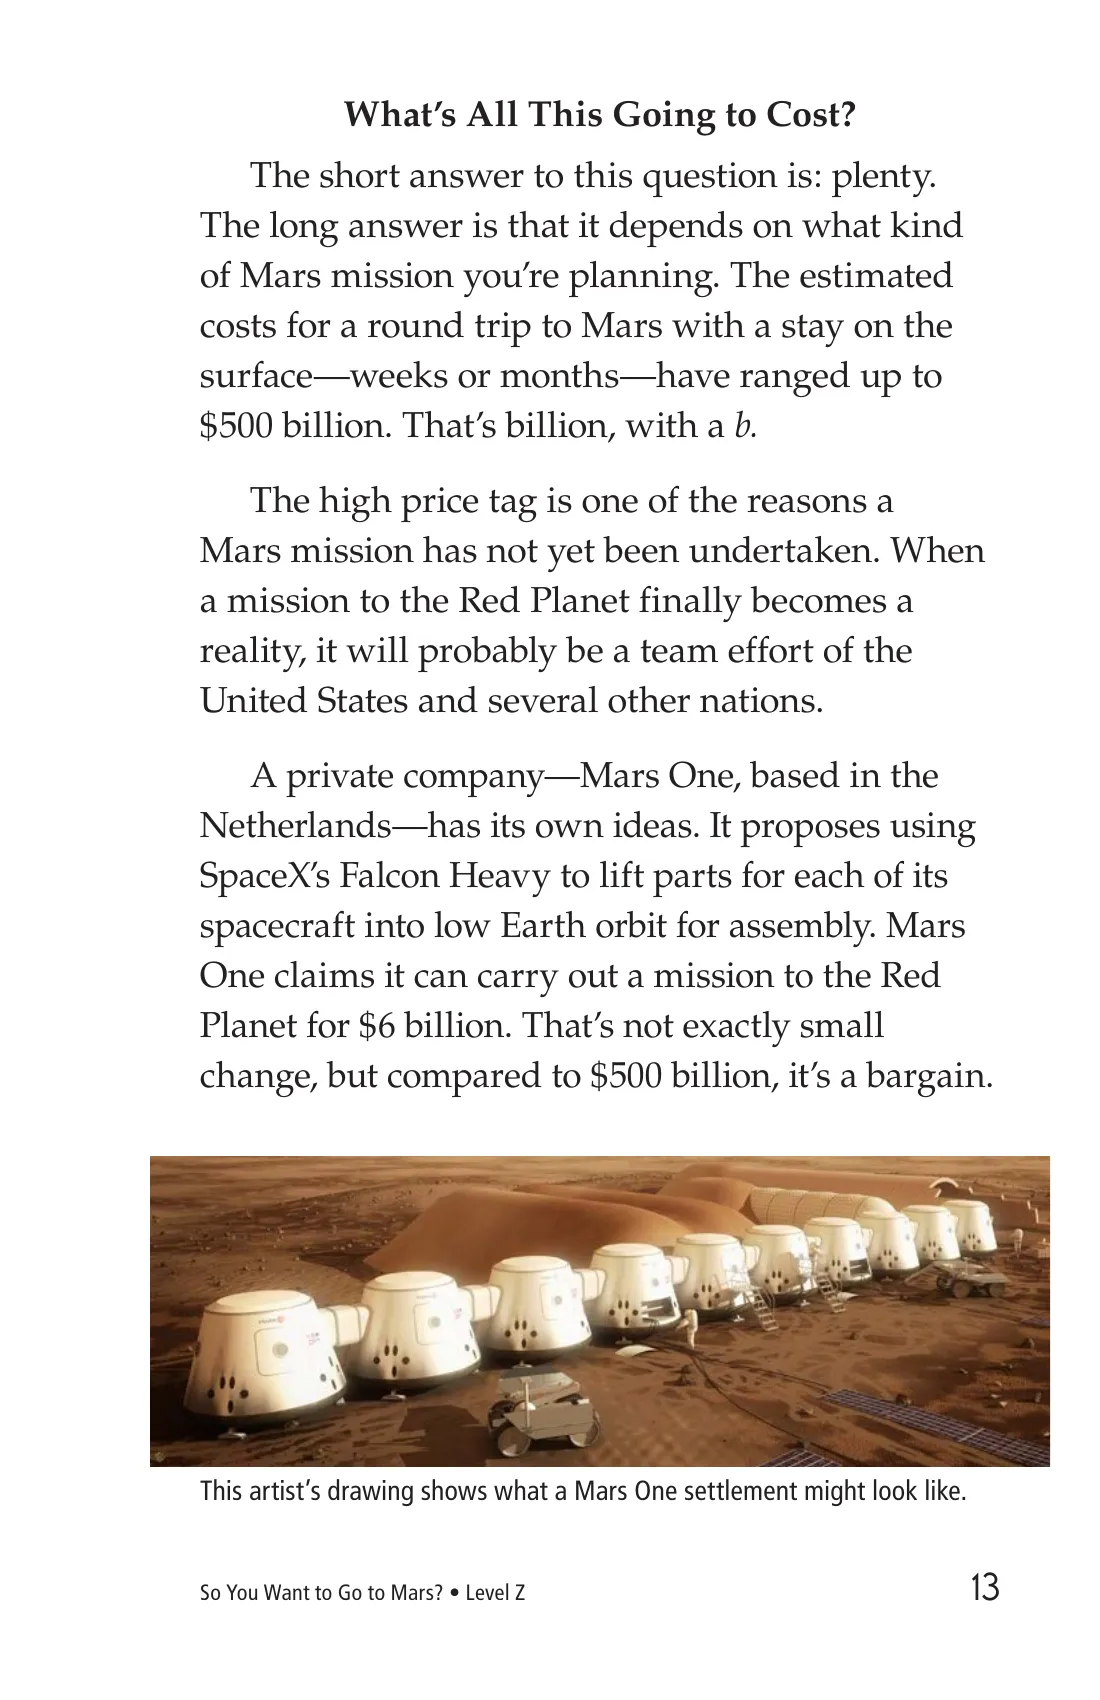 What’s All This Going to Cost?
The short answer to this question is: plenty.
The long answer is that it depends on what kind
of Mars mission you’re planning. The estimated
costs for a round trip to Mars with a stay on the
surface—weeks or months—have ranged up to
$500 billion. That’s billion, with a b.
The high price tag is one of the reasons a
Mars mission has not yet been undertaken. When
a mission to the Red Planet finally becomes a
reality, it will probably be a team effort of the
United States and several other nations.
A private company—Mars One, based in the
Netherlands—has its own ideas. It proposes using
SpaceX’s Falcon Heavy to lift parts for each of its
spacecraft into low Earth orbit for assembly. Mars
One claims it can carry out a mission to the Red
Planet for $6 billion. That’s not exactly small
change, but compared to $500 billion, it’s a bargain.
This artist’s drawing shows what a Mars One settlement might look like.
So You Want to Go to Mars? • Level Z
13